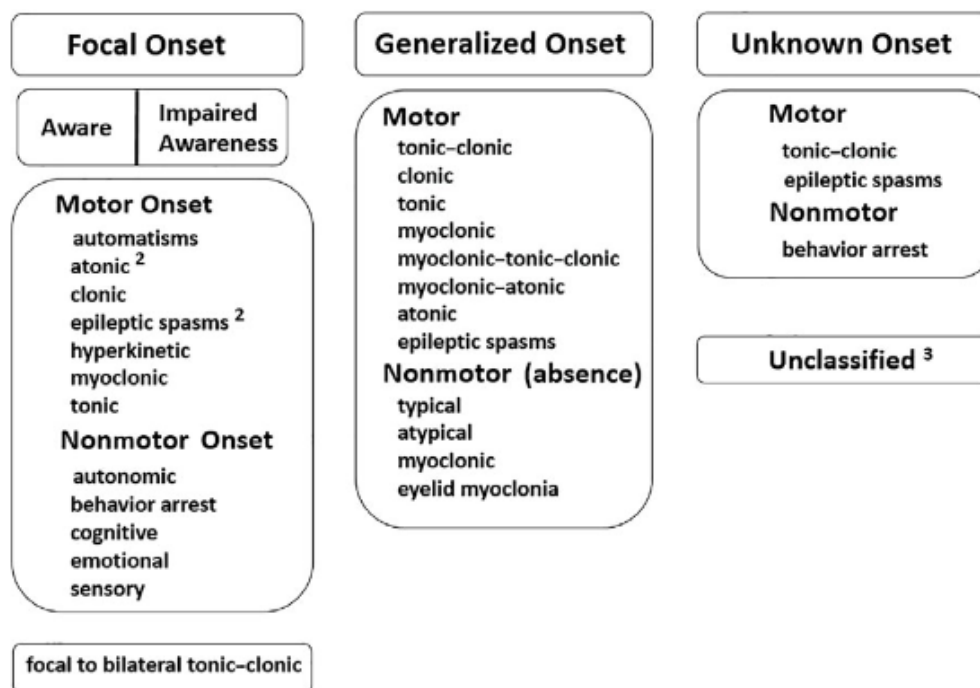 Focal Onset
Aware
Impaired
Awareness
Motor Onset
automatisms
atonic ²
clonic
epileptic spasms ²
hyperkinetic
myoclonic
tonic
Nonmotor Onset
autonomic
behavior arrest
cognitive
emotional
sensory
focal to bilateral tonic–clonic
Generalized Onset
Motor
tonic–clonic
clonic
tonic
myoclonic
myoclonic–tonic–clonic
myoclonic–atonic
atonic
epileptic spasms
Nonmotor (absence)
typical
atypical
myoclonic
eyelid myoclonia
Unknown Onset
Motor
tonic–clonic
epileptic spasms
Nonmotor
behavior arrest
Unclassified ³